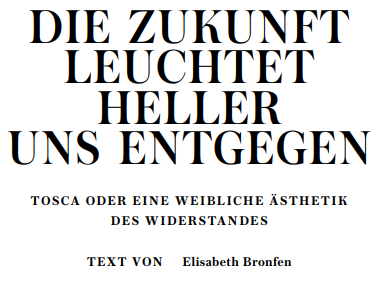 DIE ZUKUNFT
LEUCHTET
HELLER
UNS ENTGEGEN
TOSCA ODER EINE WEIBLICHE ÄSTHETIK
DES WIDERSTANDES
TEXT VON Elisabeth Bronfen